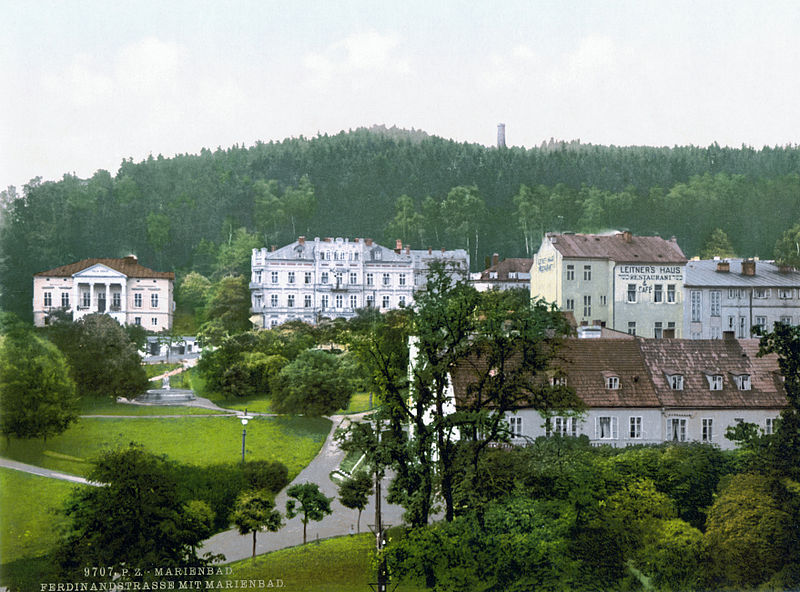 LEITNERS HAUS
RESTAURANT
& CAFÉ
9707. P. Z. - MARIENBAD.
FERDINANDSTRASSE MIT MARIENBAD.